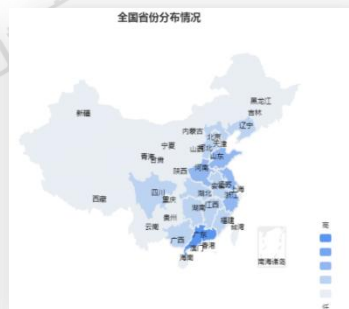 全国省份分布情况
黑龙江
吉林
新疆
辽宁
内蒙古
北京
天津
宁夏
山西
河北
青海
甘肃
山东
陕西
河南
西藏
四川
重庆
湖北
上海
浙江
湖南
江西
贵州
福建
云南
台湾
广西
广东
香港
澳门
海南
南海诸岛
高
低